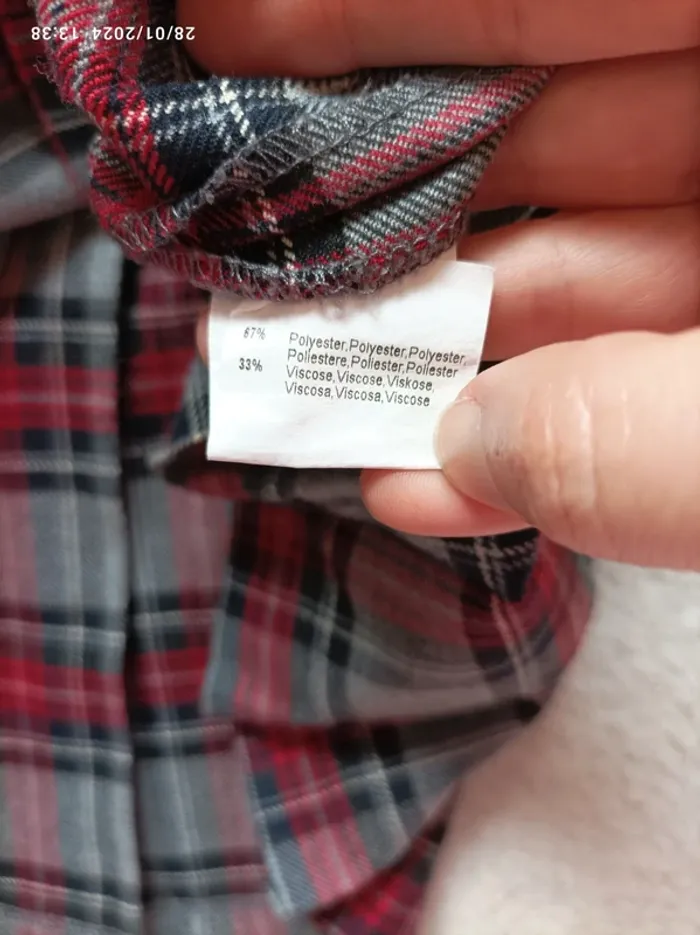 28/01/2024 13:38
67% Polyester,Polyester,Polyester,
33% Poliestere,Poliester,Poliester
Viscose,Viscose,Viskose,
Viscosa,Viscosa,Viscose